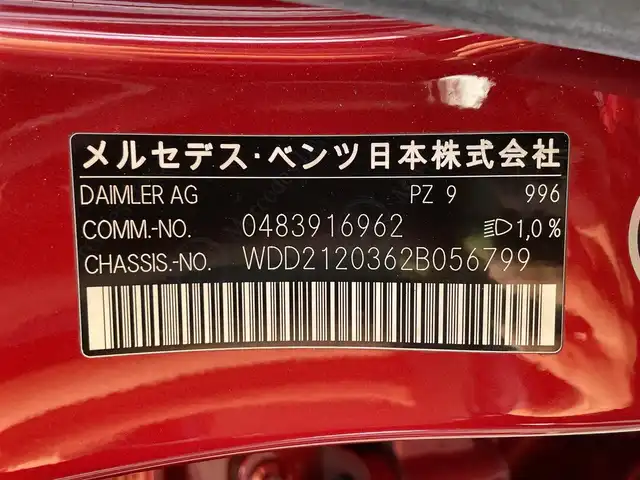 メルセデス・ベンツ日本株式会社
DAIMLER AG PZ 9 996
COMM.-NO. 0483916962 1,0 %
CHASSIS.-NO. WDD2120362B056799